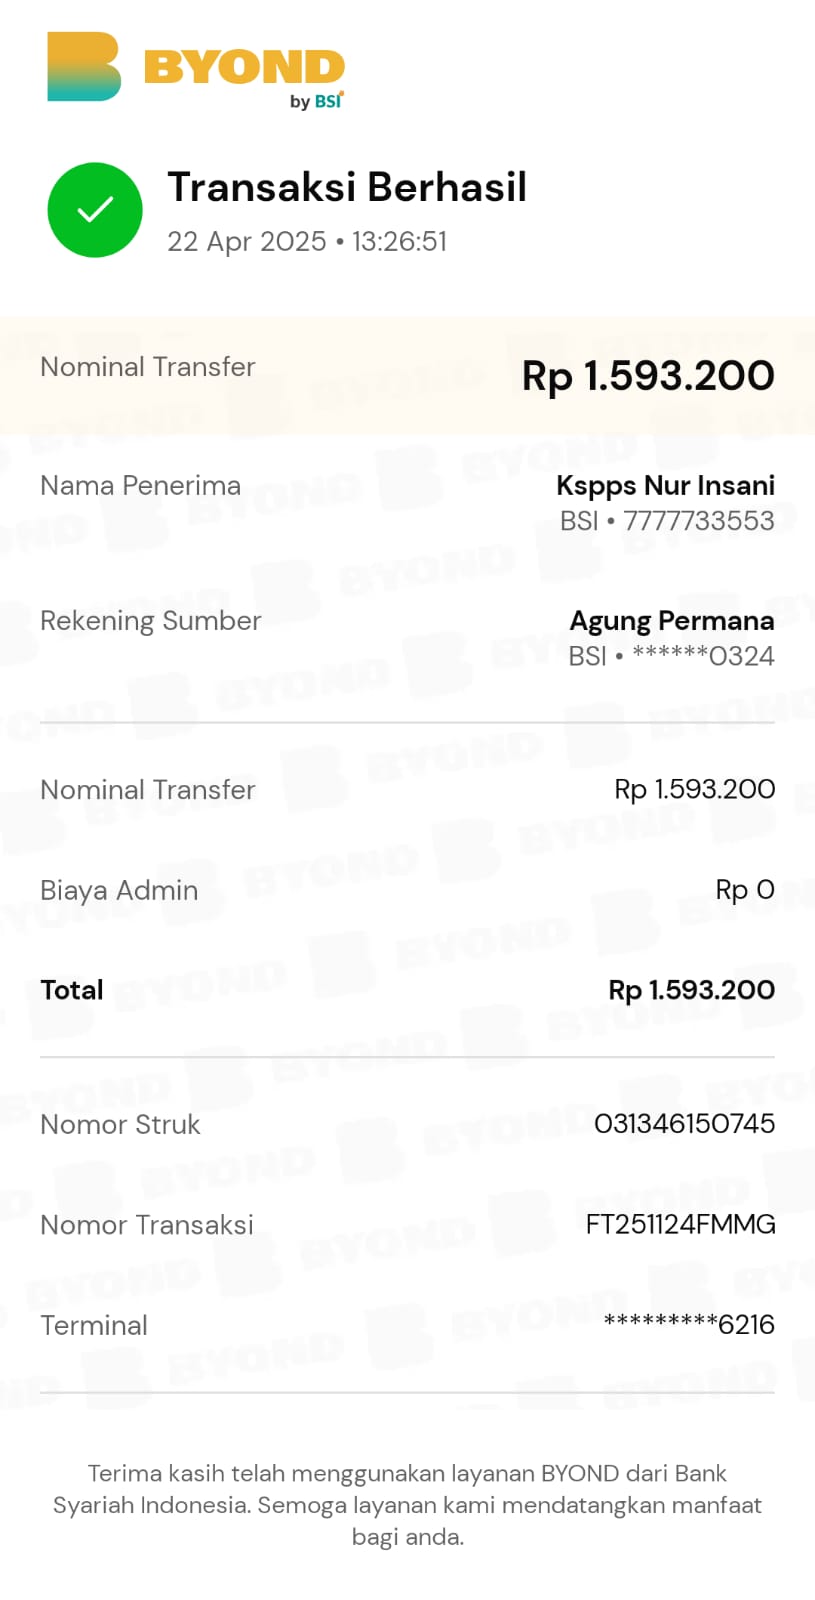 BYOND
by BSI
Transaksi Berhasil
22 Apr 2025 • 13:26:51
Nominal Transfer
Rp 1.593.200
Nama Penerima
Kspps Nur Insani
BSI • 7777733553
Rekening Sumber
Agung Permana
BSI • ******0324
Nominal Transfer
Rp 1.593.200
Biaya Admin
Rp 0
Total
Rp 1.593.200
Nomor Struk
031346150745
Nomor Transaksi
FT251124FMMG
Terminal
*********6216
Terima kasih telah menggunakan layanan BYOND dari Bank
Syariah Indonesia. Semoga layanan kami mendatangkan manfaat
bagi anda.